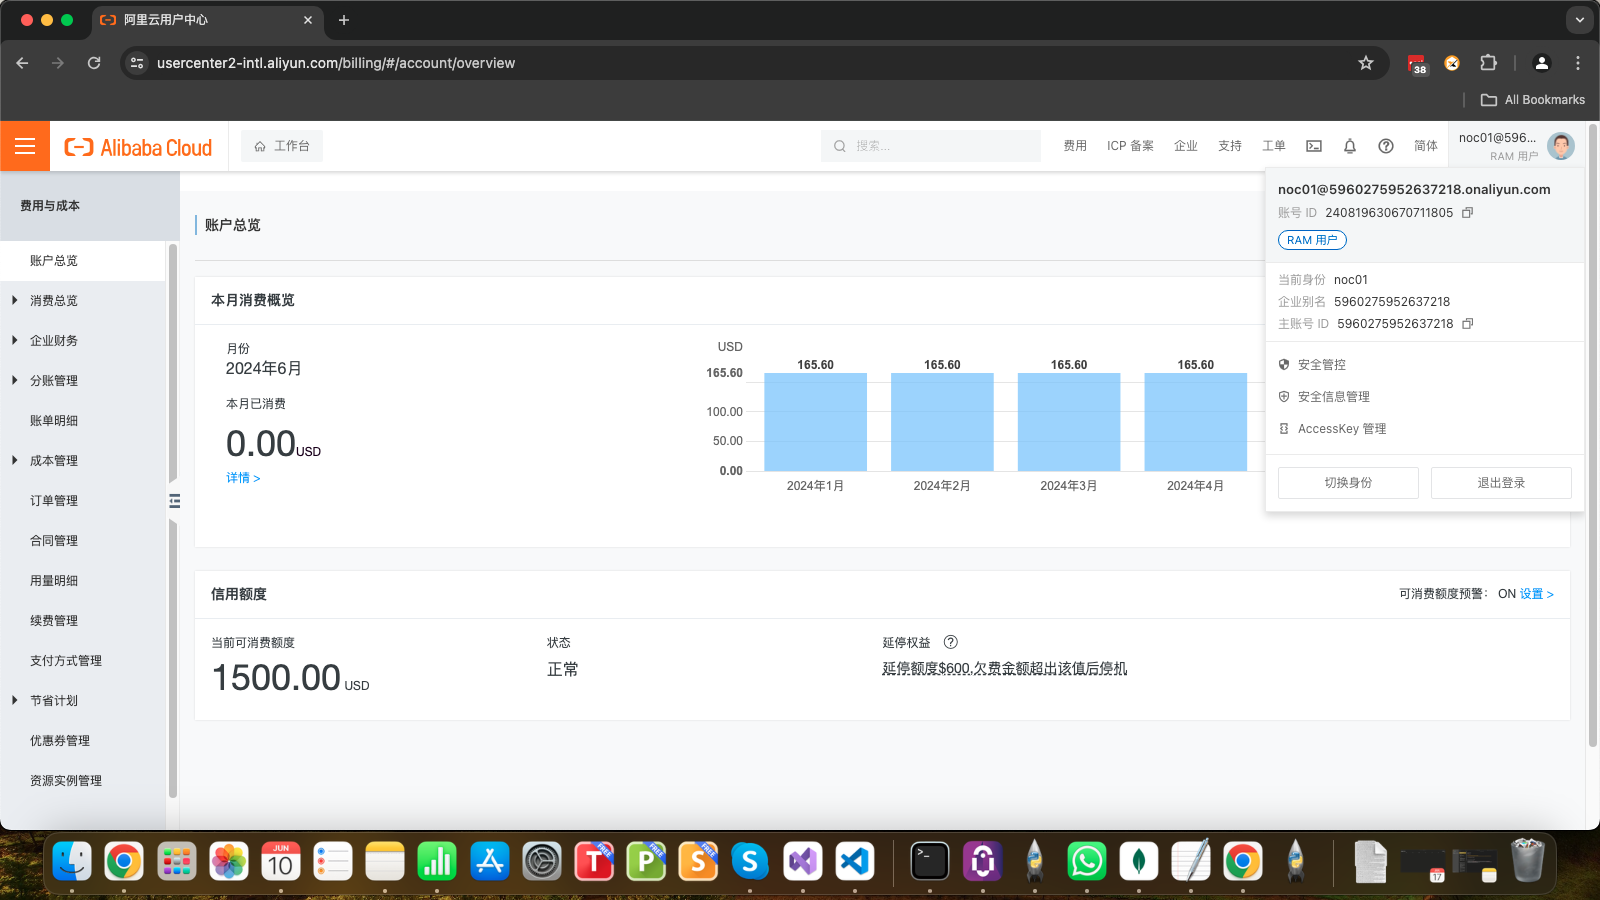 阿里云用户中心
usercenter2-intl.aliyun.com/billing/#/account/overview
38
All Bookmarks
Alibaba Cloud
工作台
搜索...
费用
ICP 备案
企业
支持
工单
简体
noc01@596...
RAM 用户
noc01@5960275952637218.onaliyun.com
账号 ID 240819630670711805
RAM 用户
当前身份 noc01
企业别名 5960275952637218
主账号 ID 5960275952637218
安全管控
安全信息管理
AccessKey 管理
切换身份
退出登录
费用与成本
账户总览
消费总览
企业财务
分账管理
账单明细
成本管理
订单管理
合同管理
用量明细
续费管理
支付方式管理
节省计划
优惠券管理
资源实例管理
账户总览
本月消费概览
月份
2024年6月
本月已消费
0.00USD
详情 >
USD
165.60
100.00
50.00
0.00
165.60
165.60
165.60
165.60
2024年1月
2024年2月
2024年3月
2024年4月
信用额度
可消费额度预警： ON 设置 >
当前可消费额度
1500.00 USD
状态
正常
延停权益
延停额度$600,欠费金额超出该值后停机
JUN
10
T
FREE
P
FREE
S
FREE
S
17